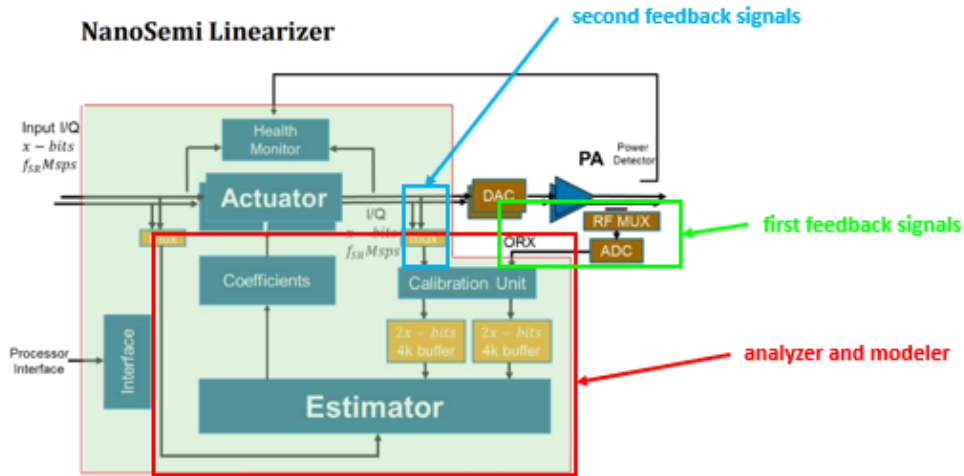 second feedback signals
NanoSemi Linearizer
Input I/Q
x − bits
f_SR Msps
Health
Monitor
PA
Power
Detector
Actuator
DAC
I/Q
x − bits
f_SR Msps
mux
mux
RF MUX
first feedback signals
ORX
ADC
Coefficients
Calibration Unit
2x − bits
4k buffer
2x − bits
4k buffer
Processor
Interface
Interface
analyzer and modeler
Estimator